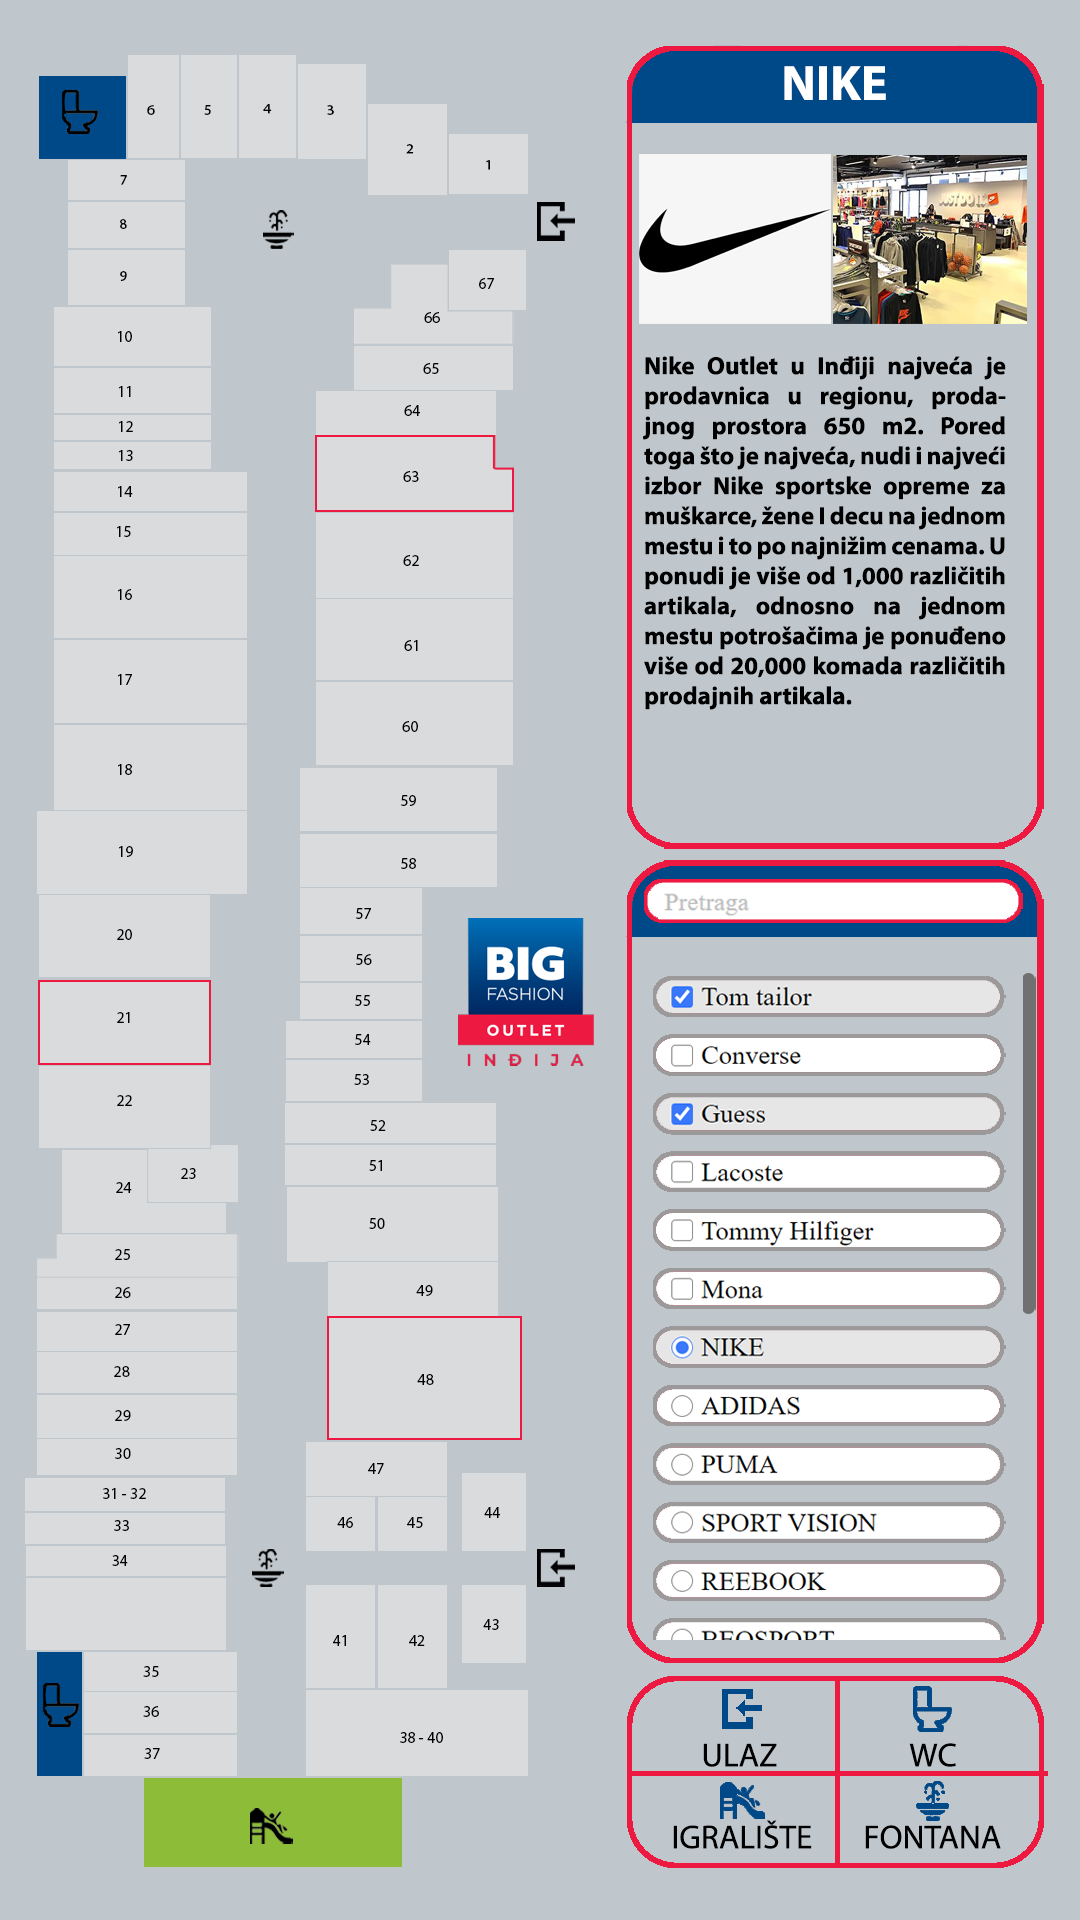 6
5
4
3
2
1
7
8
9
67
66
10
65
11
64
12
13
63
14
15
62
16
61
17
60
18
59
19
58
57
20
56
55
21
54
53
22
52
51
23
24
50
25
49
26
27
48
28
29
30
47
31 - 32
44
46
45
33
34
43
41
42
35
36
38 - 40
37
BIG
FASHION
OUTLET
INĐIJA
NIKE
JUST DO IT.
Nike Outlet u Inđiji najveća je
prodavnica u regionu, proda-
jnog prostora 650 m2. Pored
toga što je najveća, nudi i najveći
izbor Nike sportske opreme za
muškarce, žene I decu na jednom
mestu i to po najnižim cenama. U
ponudi je više od 1,000 različitih
artikala, odnosno na jednom
mestu potrošačima je ponuđeno
više od 20,000 komada različitih
prodajnih artikala.
Pretraga
Tom tailor
Converse
Guess
Lacoste
Tommy Hilfiger
Mona
NIKE
ADIDAS
PUMA
SPORT VISION
REEBOOK
BEOSPORT
ULAZ
WC
IGRALIŠTE
FONTANA